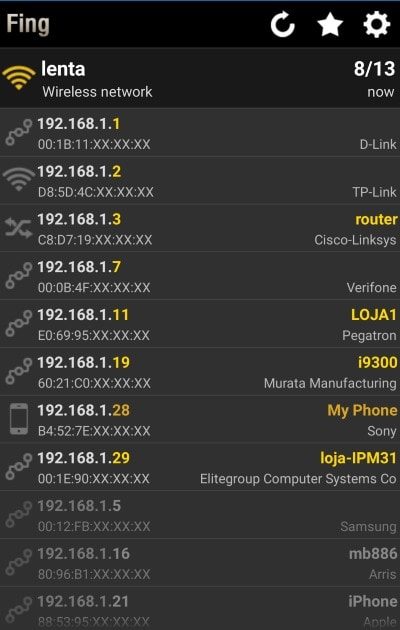 Fing
lenta 8/13
Wireless network now
192.168.1.1
00:1B:11:XX:XX:XX D-Link
192.168.1.2
D8:5D:4C:XX:XX:XX TP-Link
192.168.1.3 router
C8:D7:19:XX:XX:XX Cisco-Linksys
192.168.1.7
00:0B:4F:XX:XX:XX Verifone
192.168.1.11 LOJA1
E0:69:95:XX:XX:XX Pegatron
192.168.1.19 i9300
60:21:C0:XX:XX:XX Murata Manufacturing
192.168.1.28 My Phone
B4:52:7E:XX:XX:XX Sony
192.168.1.29 loja-IPM31
00:1E:90:XX:XX:XX Elitegroup Computer Systems Co
192.168.1.5
00:12:FB:XX:XX:XX Samsung
192.168.1.16 mb886
80:96:B1:XX:XX:XX Arris
192.168.1.21 iPhone
88:53:95:XX:XX:XX Apple